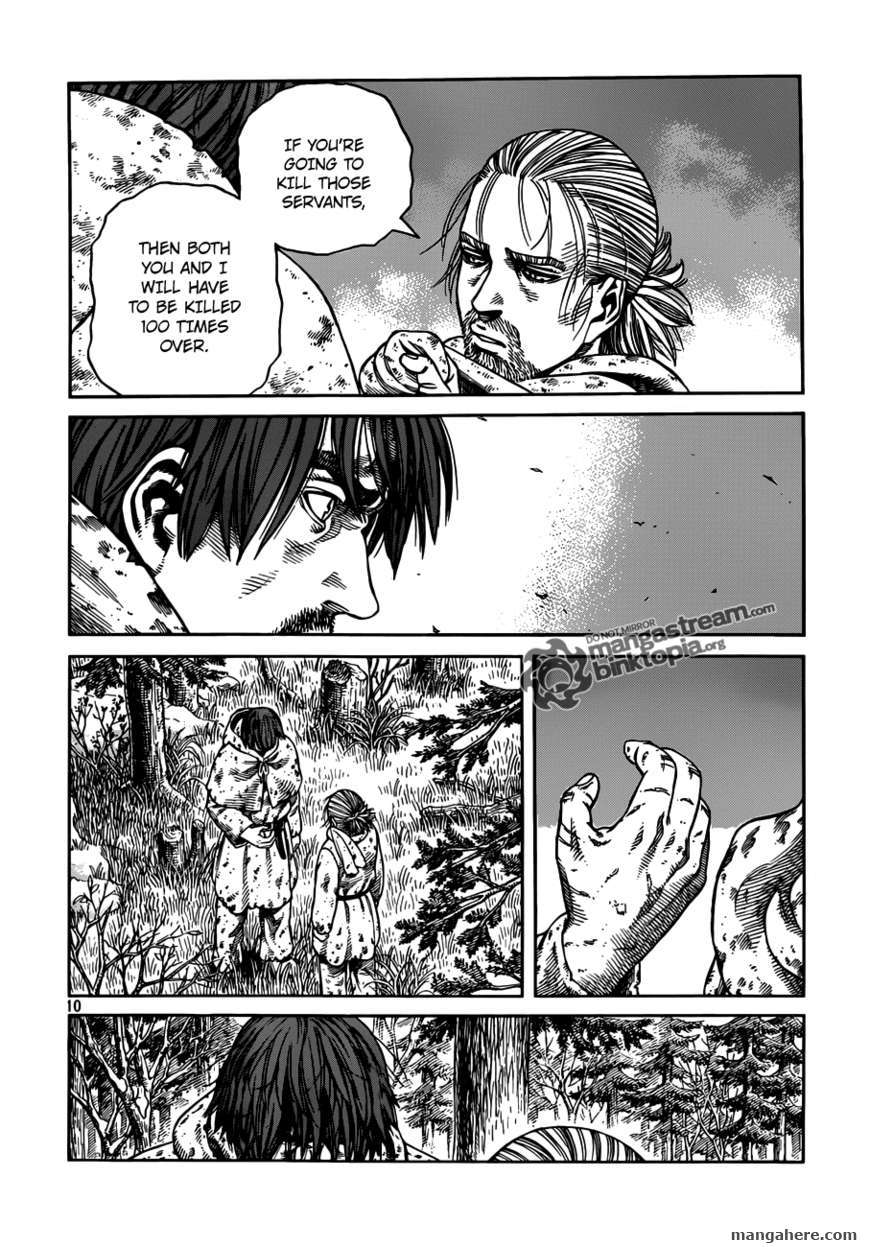 IF YOU'RE
GOING TO
KILL THOSE
SERVANTS,
THEN BOTH
YOU AND I
WILL HAVE
TO BE KILLED
100 TIMES
OVER.
DO NOT MIRROR
mangastream.com
binktopia.org
10
mangahere.com